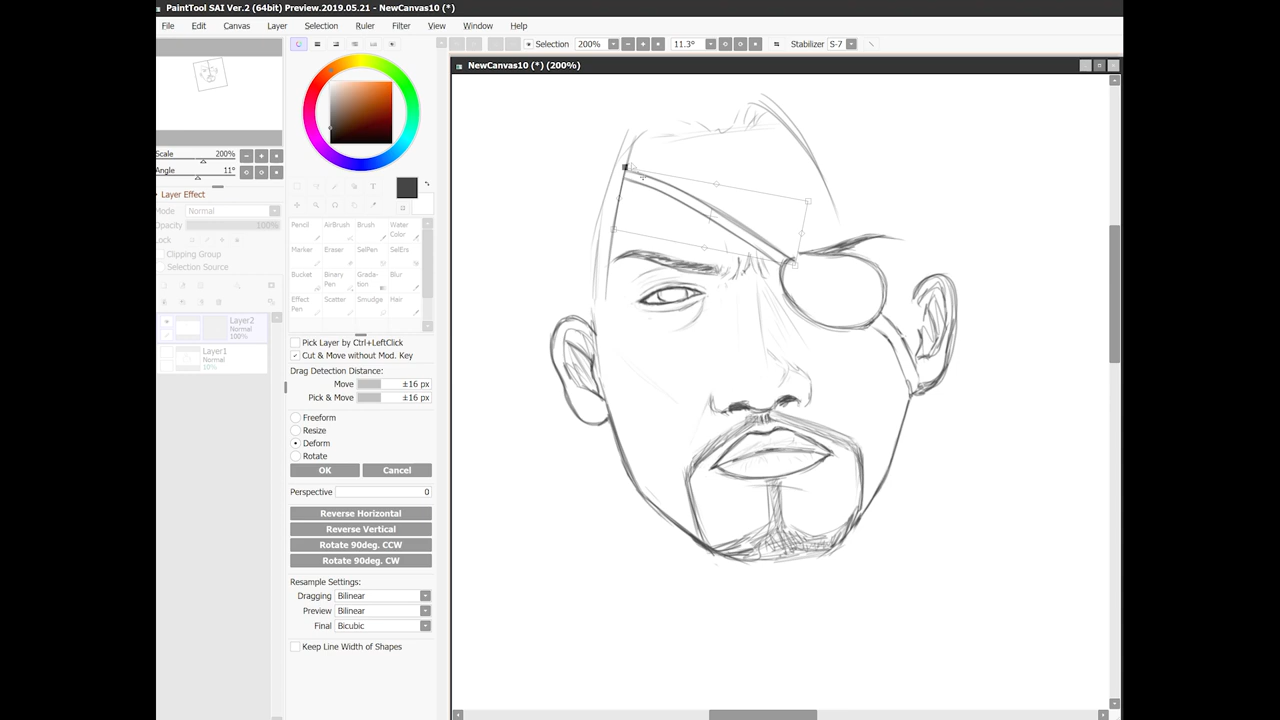 PaintTool SAI Ver.2 (64bit) Preview.2019.05.21 - NewCanvas10 (*)
File Edit Canvas Layer Selection Ruler Filter View Window Help
Selection 200% 11.3° Stabilizer S-7
NewCanvas10 (*) (200%)
Scale 200%
Angle 11°
Layer Effect
Mode Normal
Opacity 100%
Lock
Clipping Group
Selection Source
Layer2
Normal
100%
Layer1
Normal
10%
T
Pencil AirBrush Brush Water Color
Marker Eraser SelPen SelErs
Bucket Binary Pen Grada-tion Blur
Effect Pen Scatter Smudge Hair
Pick Layer by Ctrl+LeftClick
Cut & Move without Mod. Key
Drag Detection Distance:
Move ±16 px
Pick & Move ±16 px
Freeform
Resize
Deform
Rotate
OK Cancel
Perspective 0
Reverse Horizontal
Reverse Vertical
Rotate 90deg. CCW
Rotate 90deg. CW
Resample Settings:
Dragging Bilinear
Preview Bilinear
Final Bicubic
Keep Line Width of Shapes